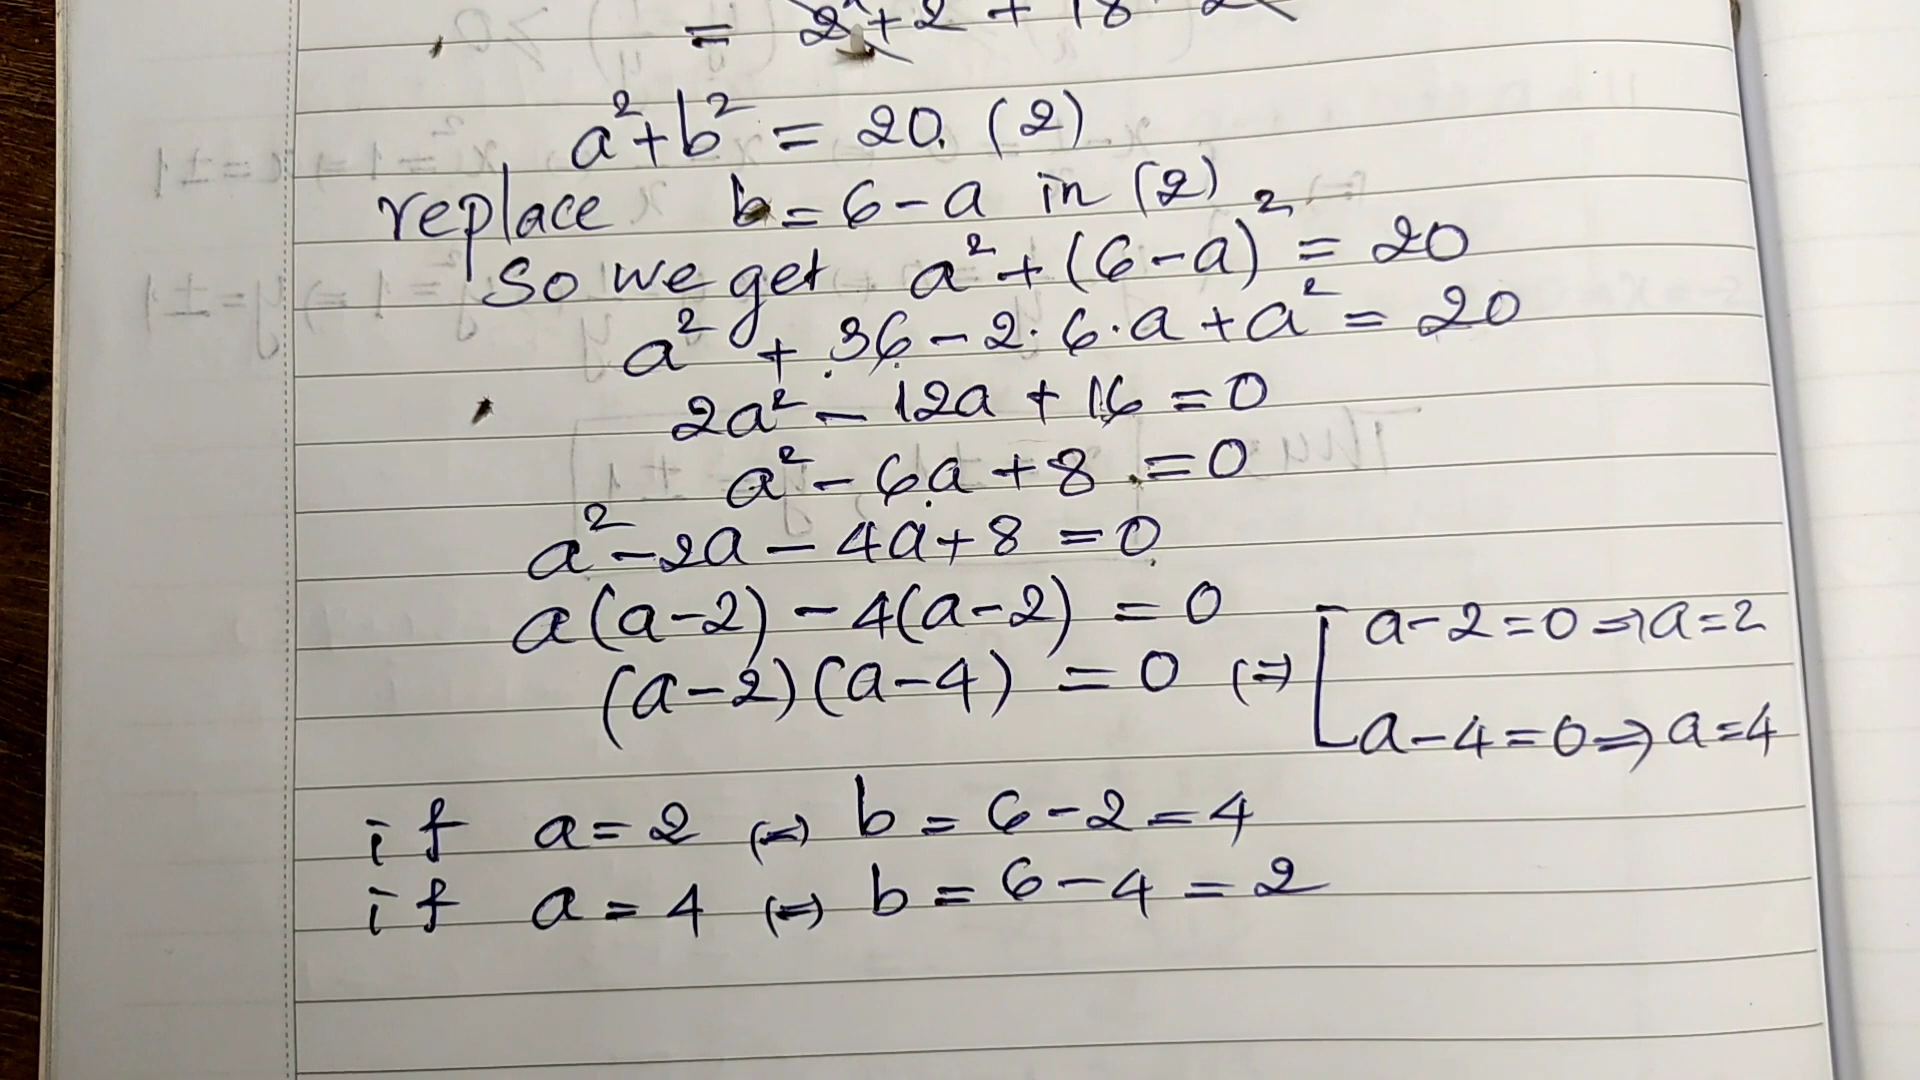 = 2 + 2 + 18
a² + b² = 20. (2)
replace b = 6 - a in (2)
So we get a² + (6-a)² = 20
a² + 36 - 2·6·a + a² = 20
2a² - 12a + 16 = 0
a² - 6a + 8 = 0
a² - 2a - 4a + 8 = 0
a(a-2) - 4(a-2) = 0
(a-2)(a-4) = 0 (=) [ a-2=0 => a=2
a-4=0 => a=4
if a = 2 (=) b = 6 - 2 = 4
if a = 4 (=) b = 6 - 4 = 2